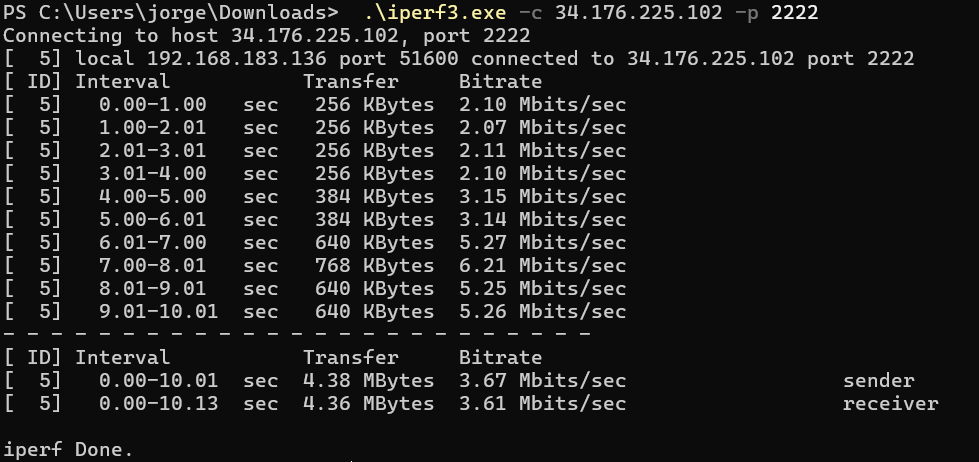 PS C:\Users\jorge\Downloads>  .\iperf3.exe -c 34.176.225.102 -p 2222
Connecting to host 34.176.225.102, port 2222
[  5] local 192.168.183.136 port 51600 connected to 34.176.225.102 port 2222
[ ID] Interval           Transfer     Bitrate
[  5]   0.00-1.00   sec   256 KBytes  2.10 Mbits/sec
[  5]   1.00-2.01   sec   256 KBytes  2.07 Mbits/sec
[  5]   2.01-3.01   sec   256 KBytes  2.11 Mbits/sec
[  5]   3.01-4.00   sec   256 KBytes  2.10 Mbits/sec
[  5]   4.00-5.00   sec   384 KBytes  3.15 Mbits/sec
[  5]   5.00-6.01   sec   384 KBytes  3.14 Mbits/sec
[  5]   6.01-7.00   sec   640 KBytes  5.27 Mbits/sec
[  5]   7.00-8.01   sec   768 KBytes  6.21 Mbits/sec
[  5]   8.01-9.01   sec   640 KBytes  5.25 Mbits/sec
[  5]   9.01-10.01  sec   640 KBytes  5.26 Mbits/sec
- - - - - - - - - - - - - - - - - - - - - - - - -
[ ID] Interval           Transfer     Bitrate
[  5]   0.00-10.01  sec  4.38 MBytes  3.67 Mbits/sec                  sender
[  5]   0.00-10.13  sec  4.36 MBytes  3.61 Mbits/sec                  receiver

iperf Done.